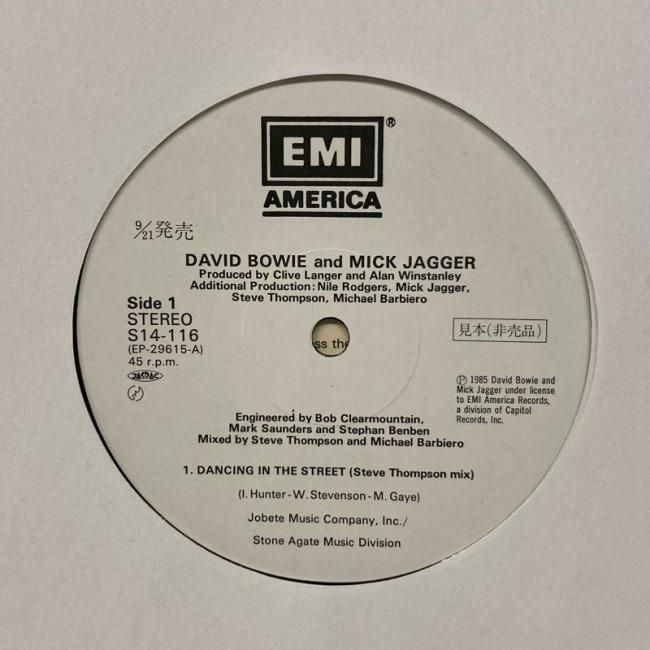 EMI
®
AMERICA
9/21発売
DAVID BOWIE and MICK JAGGER
Produced by Clive Langer and Alan Winstanley
Additional Production: Nile Rodgers, Mick Jagger,
Steve Thompson, Michael Barbiero
Side 1
STEREO
S14-116
(EP-29615-A)
45 r.p.m.
JASRAC
ss the
見本(非売品)
Ⓟ 1985 David Bowie and
Mick Jagger under license
to EMI America Records,
a division of Capitol
Records, Inc.
Engineered by Bob Clearmountain,
Mark Saunders and Stephan Benben
Mixed by Steve Thompson and Michael Barbiero
1. DANCING IN THE STREET (Steve Thompson mix)
(I. Hunter-W. Stevenson-M. Gaye)
Jobete Music Company, Inc./
Stone Agate Music Division